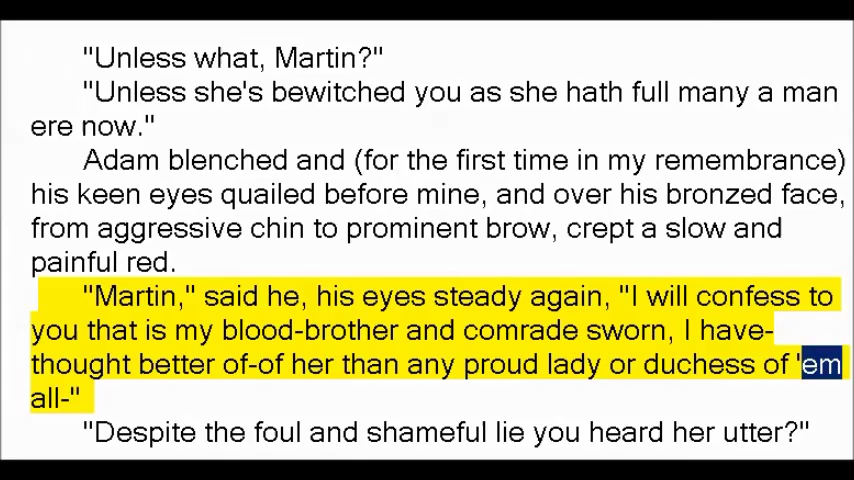 "Unless what, Martin?"
"Unless she's bewitched you as she hath full many a man
ere now."
Adam blenched and (for the first time in my remembrance)
his keen eyes quailed before mine, and over his bronzed face,
from aggressive chin to prominent brow, crept a slow and
painful red.
"Martin," said he, his eyes steady again, "I will confess to
you that is my blood-brother and comrade sworn, I have-
thought better of-of her than any proud lady or duchess of 'em
all-"
"Despite the foul and shameful lie you heard her utter?"